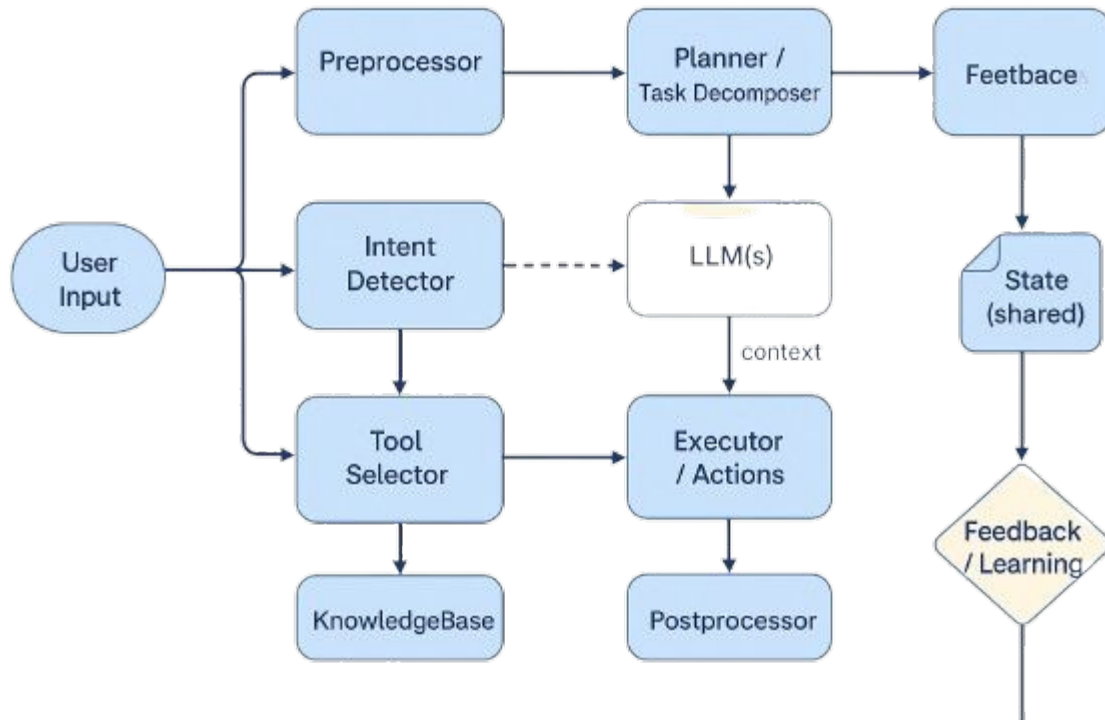 Preprocessor
Planner /
Task Decomposer
Feetbace
User
Input
Intent
Detector
LLM(s)
State
(shared)
context
Tool
Selector
Executor
/ Actions
Feedback
/ Learning
KnowledgeBase
Postprocessor